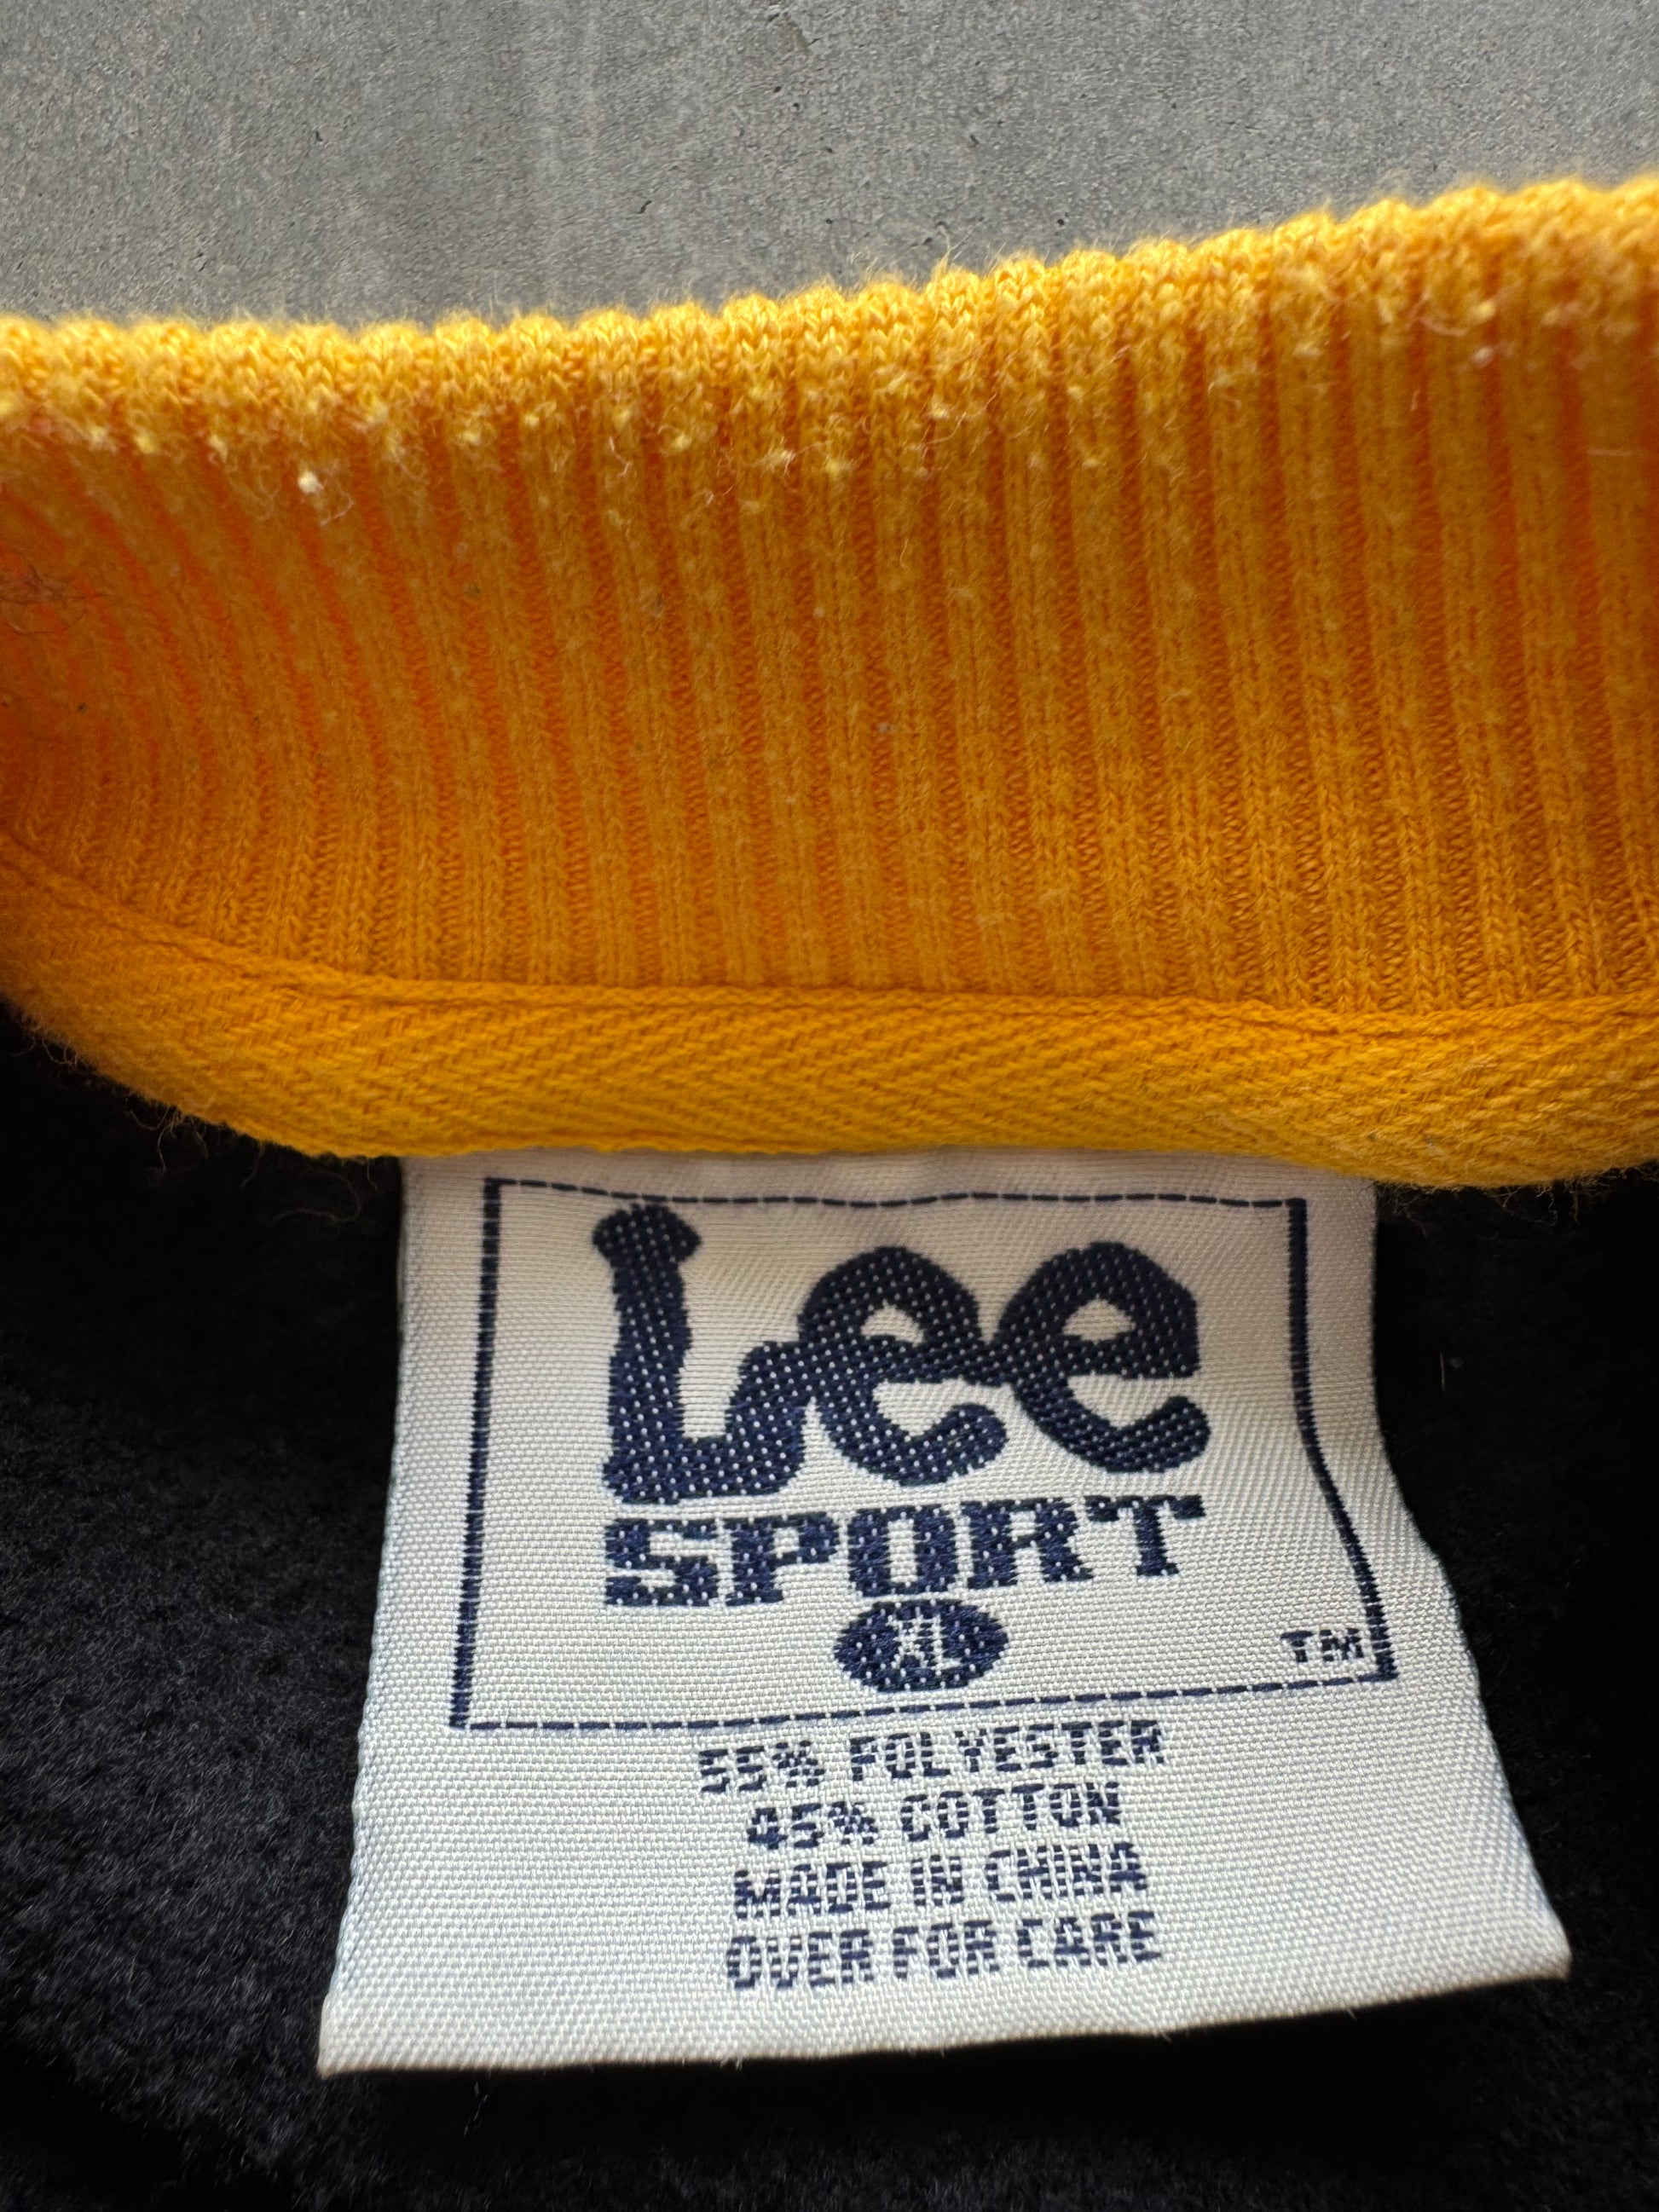 Lee
SPORT
XL
TM
55% POLYESTER
45% COTTON
MADE IN CHINA
OVER FOR CARE